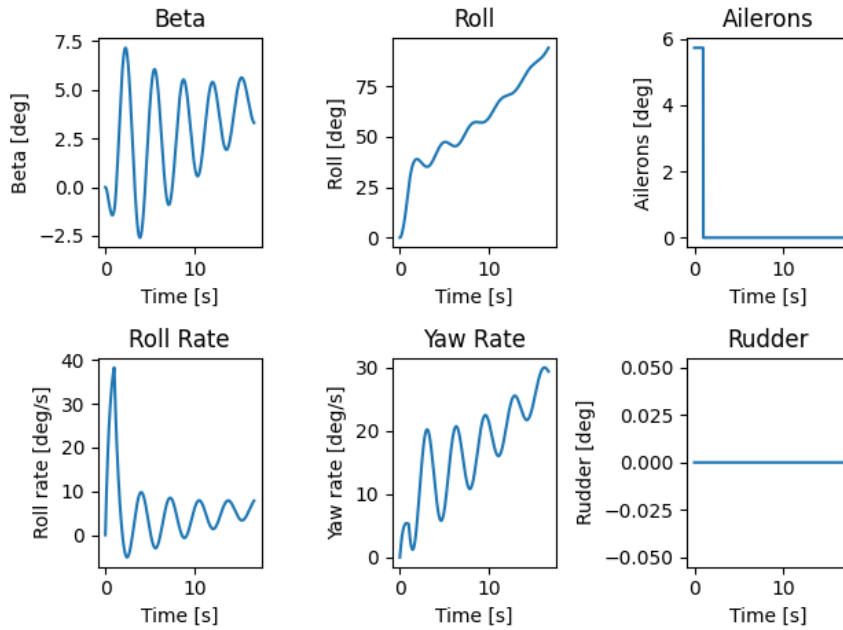 Beta
Roll
Ailerons
7.5
5.0
2.5
0.0
−2.5
Beta [deg]
0
10
Time [s]
75
50
25
0
Roll [deg]
0
10
Time [s]
6
4
2
0
Ailerons [deg]
0
10
Time [s]
Roll Rate
Yaw Rate
Rudder
40
30
20
10
0
Roll rate [deg/s]
0
10
Time [s]
30
20
10
0
Yaw rate [deg/s]
0
10
Time [s]
0.050
0.025
0.000
−0.025
−0.050
Rudder [deg]
0
10
Time [s]